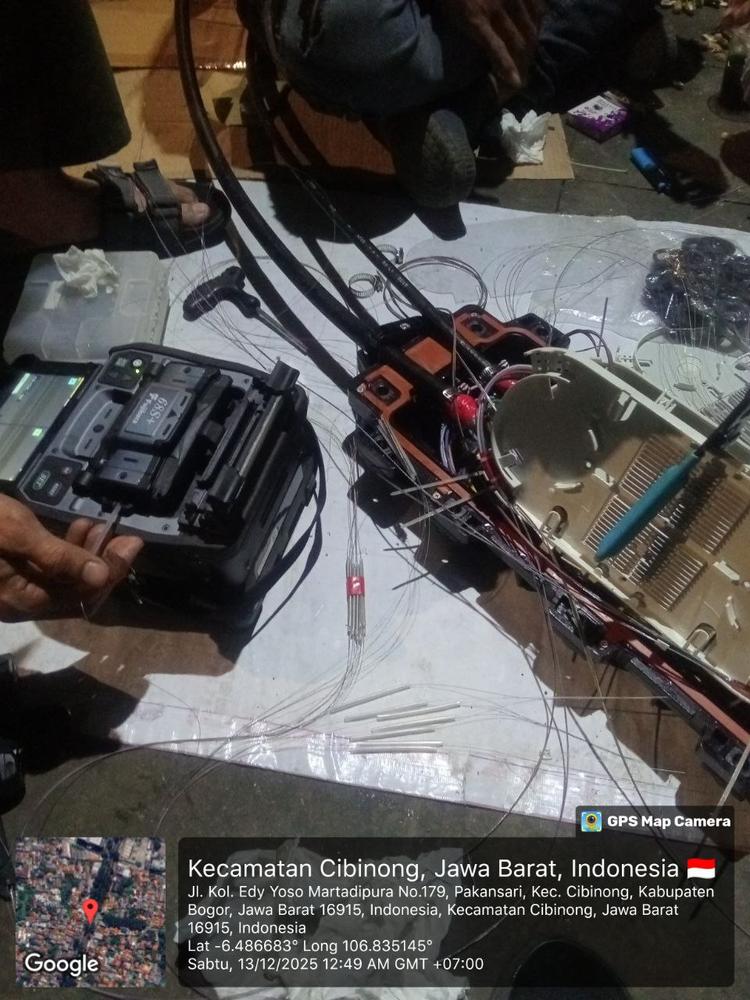 68S+
Fujikura
GPS Map Camera
Kecamatan Cibinong, Jawa Barat, Indonesia 🇮🇩
Jl. Kol. Edy Yoso Martadipura No.179, Pakansari, Kec. Cibinong, Kabupaten
Bogor, Jawa Barat 16915, Indonesia, Kecamatan Cibinong, Jawa Barat
16915, Indonesia
Lat -6.486683° Long 106.835145°
Sabtu, 13/12/2025 12:49 AM GMT +07:00
Google